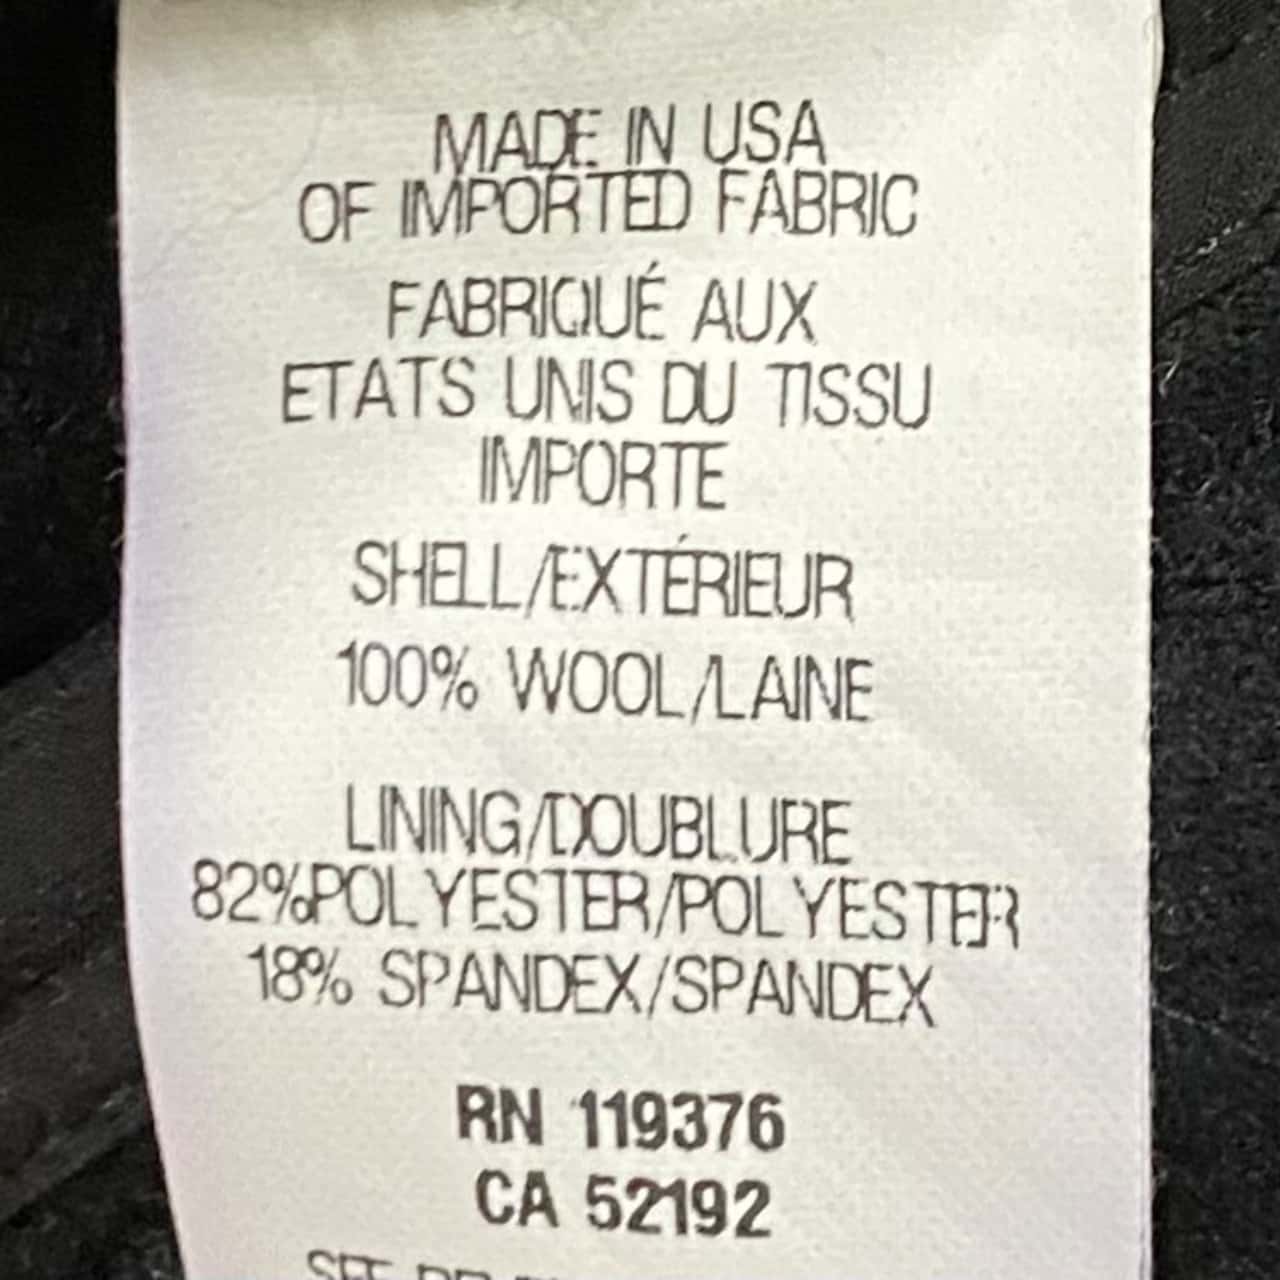 MADE IN USA
OF IMPORTED FABRIC
FABRIQUÉ AUX
ETATS UNIS DU TISSU
IMPORTE
SHELL/EXTÉRIEUR
100% WOOL/LAINE
LINING/DOUBLURE
82%POLYESTER/POLYESTER
18% SPANDEX/SPANDEX
RN 119376
CA 52192
SEE